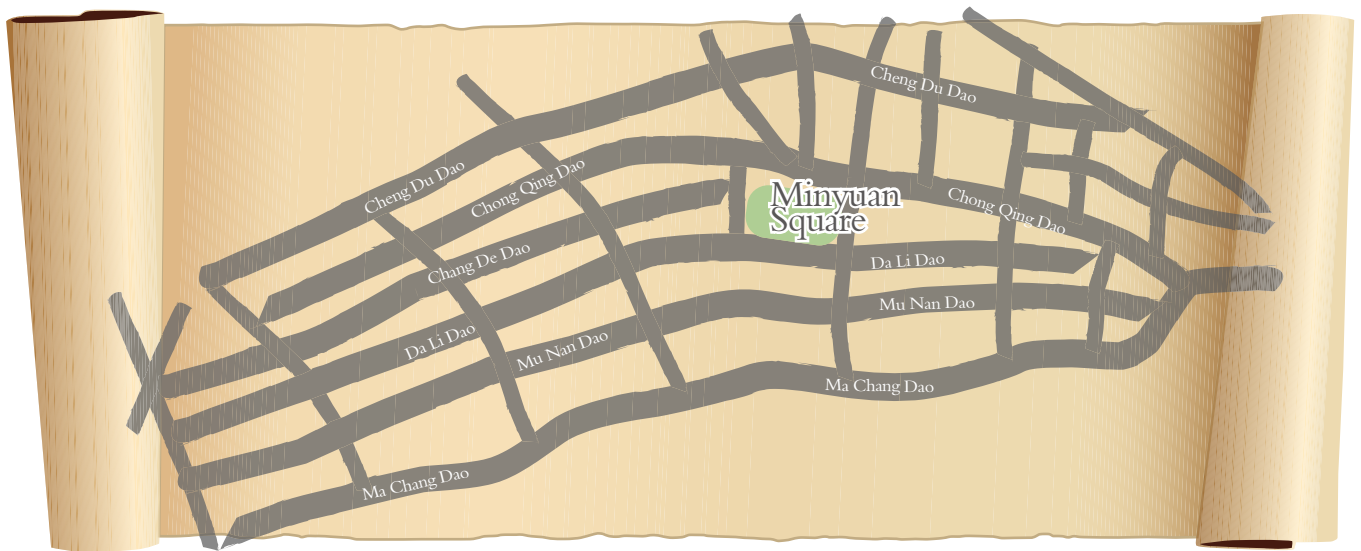 Cheng Du Dao
Cheng Du Dao
Chong Qing Dao
Minyuan
Square
Chong Qing Dao
Chang De Dao
Da Li Dao
Mu Nan Dao
Da Li Dao
Mu Nan Dao
Ma Chang Dao
Ma Chang Dao